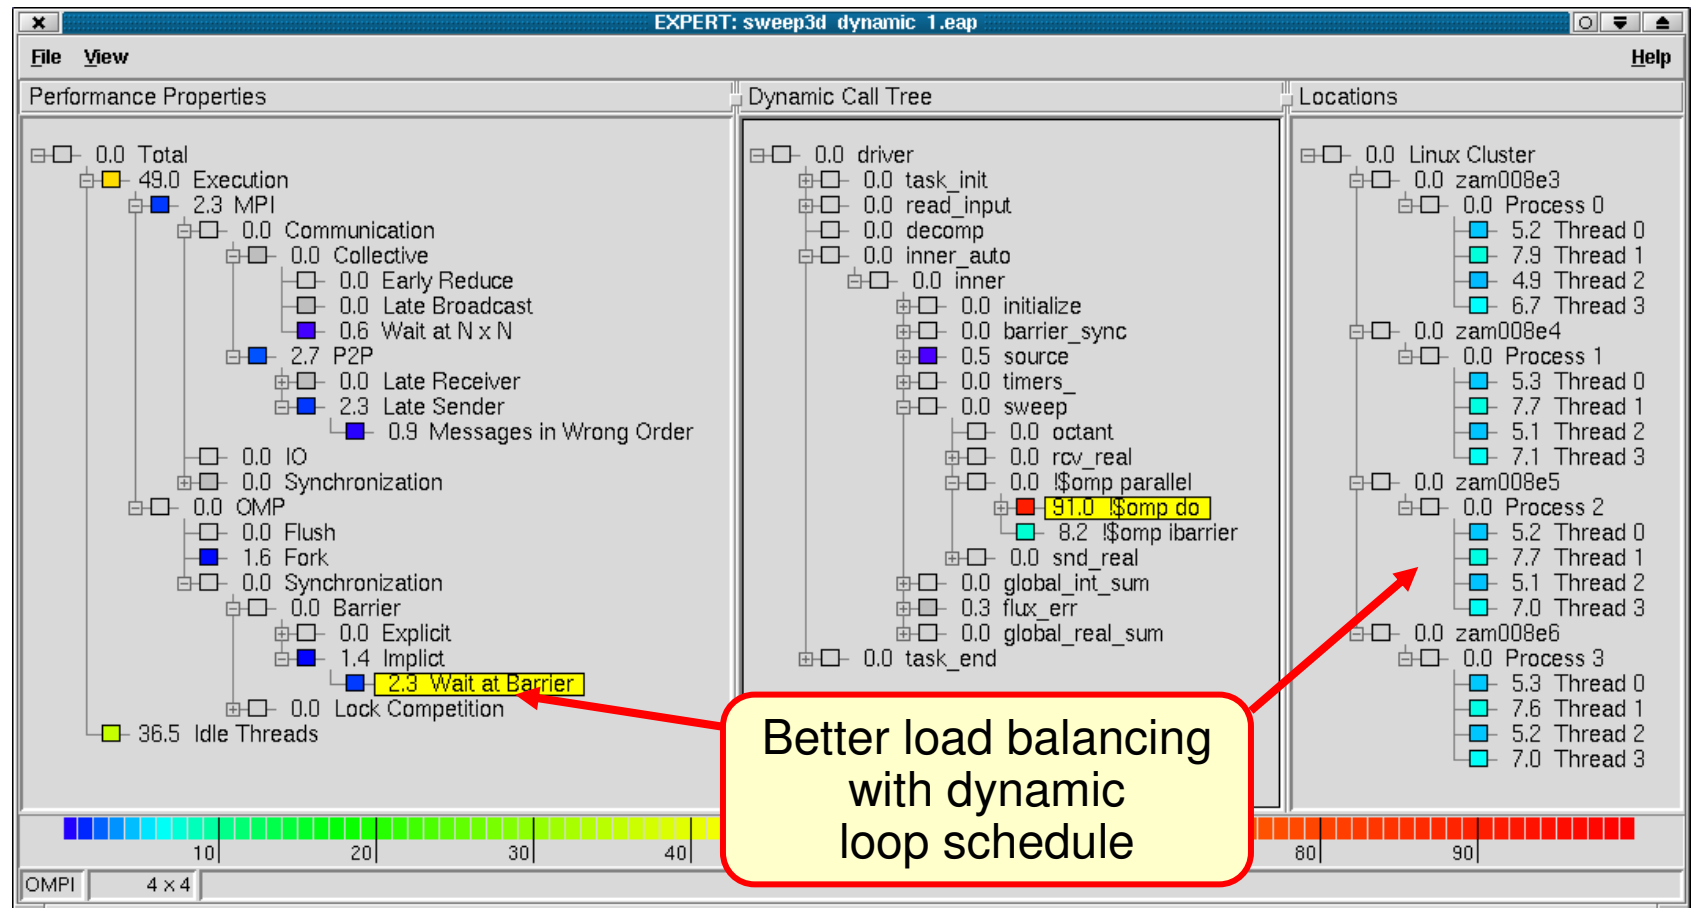 EXPERT: sweep3d dynamic 1.eap
File View Help
Performance Properties
0.0 Total
49.0 Execution
2.3 MPI
0.0 Communication
0.0 Collective
0.0 Early Reduce
0.0 Late Broadcast
0.6 Wait at N x N
2.7 P2P
0.0 Late Receiver
2.3 Late Sender
0.9 Messages in Wrong Order
0.0 IO
0.0 Synchronization
0.0 OMP
0.0 Flush
1.6 Fork
0.0 Synchronization
0.0 Barrier
0.0 Explicit
1.4 Implict
2.3 Wait at Barrier
0.0 Lock Competition
36.5 Idle Threads
Dynamic Call Tree
0.0 driver
0.0 task_init
0.0 read_input
0.0 decomp
0.0 inner_auto
0.0 inner
0.0 initialize
0.0 barrier_sync
0.5 source
0.0 timers_
0.0 sweep
0.0 octant
0.0 rcv_real
0.0 !$omp parallel
91.0 !$omp do
8.2 !$omp ibarrier
0.0 snd_real
0.0 global_int_sum
0.3 flux_err
0.0 global_real_sum
0.0 task_end
Locations
0.0 Linux Cluster
0.0 zam008e3
0.0 Process 0
5.2 Thread 0
7.9 Thread 1
4.9 Thread 2
6.7 Thread 3
0.0 zam008e4
0.0 Process 1
5.3 Thread 0
7.7 Thread 1
5.1 Thread 2
7.1 Thread 3
0.0 zam008e5
0.0 Process 2
5.2 Thread 0
7.7 Thread 1
5.1 Thread 2
7.0 Thread 3
0.0 zam008e6
0.0 Process 3
5.3 Thread 0
7.6 Thread 1
5.2 Thread 2
7.0 Thread 3
Better load balancing
with dynamic
loop schedule
10 20 30 40 80 90
OMPI 4 x 4